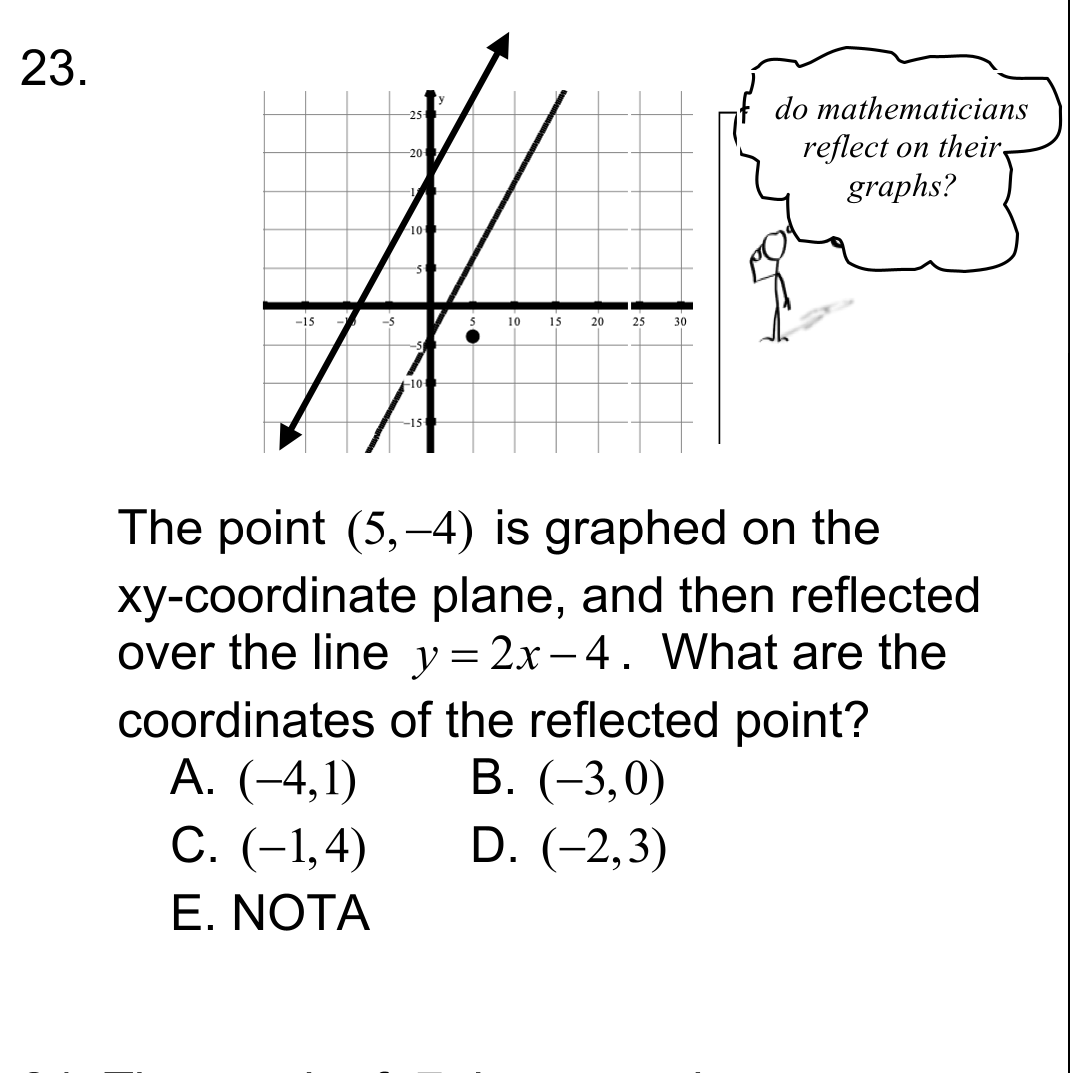 23.
do mathematicians
reflect on their
graphs?
y
25
20
10
5
−15
−5
5
10
15
20
25
30
−5
−10
−15
The point (5,−4) is graphed on the
xy-coordinate plane, and then reflected
over the line y = 2x − 4. What are the
coordinates of the reflected point?
A. (−4,1) B. (−3,0)
C. (−1,4) D. (−2,3)
E. NOTA